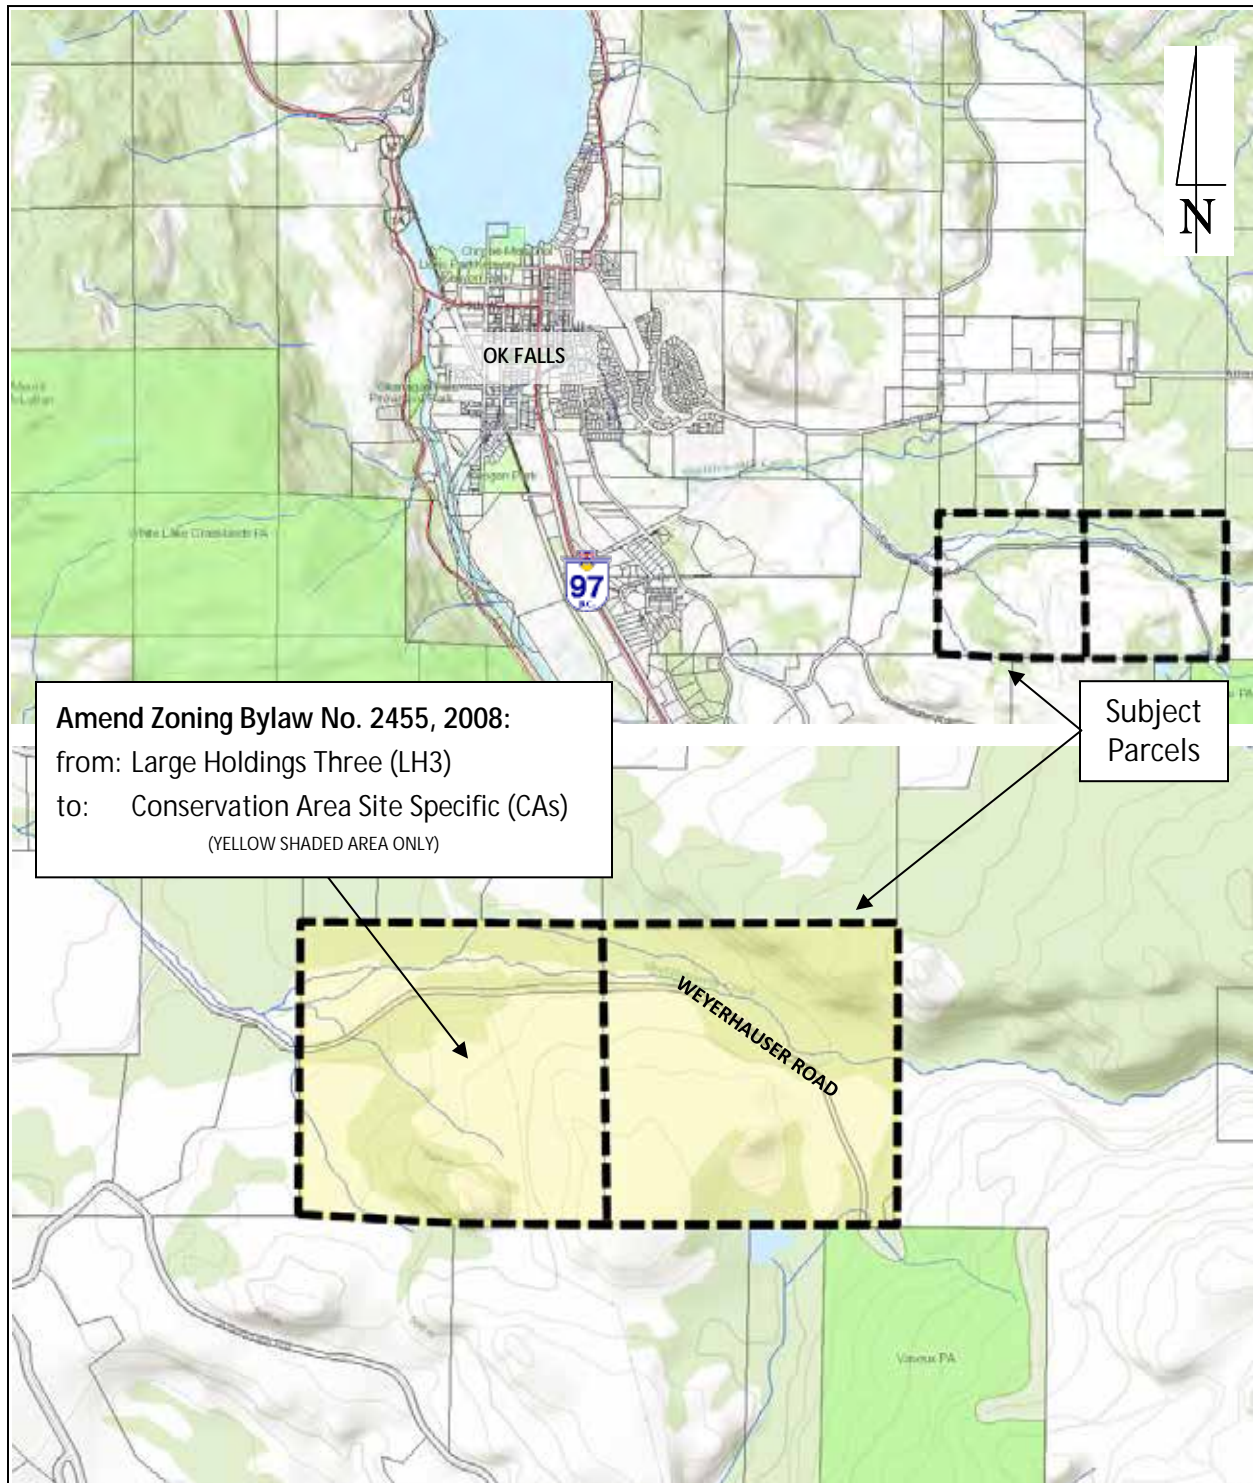 N
OK FALLS
White Lake Grasslands PA
97
B.C.
Amend Zoning Bylaw No. 2455, 2008:
from: Large Holdings Three (LH3)
to: Conservation Area Site Specific (CAs)
(YELLOW SHADED AREA ONLY)
Subject
Parcels
PA
WEYERHAUSER ROAD
Vaseux PA